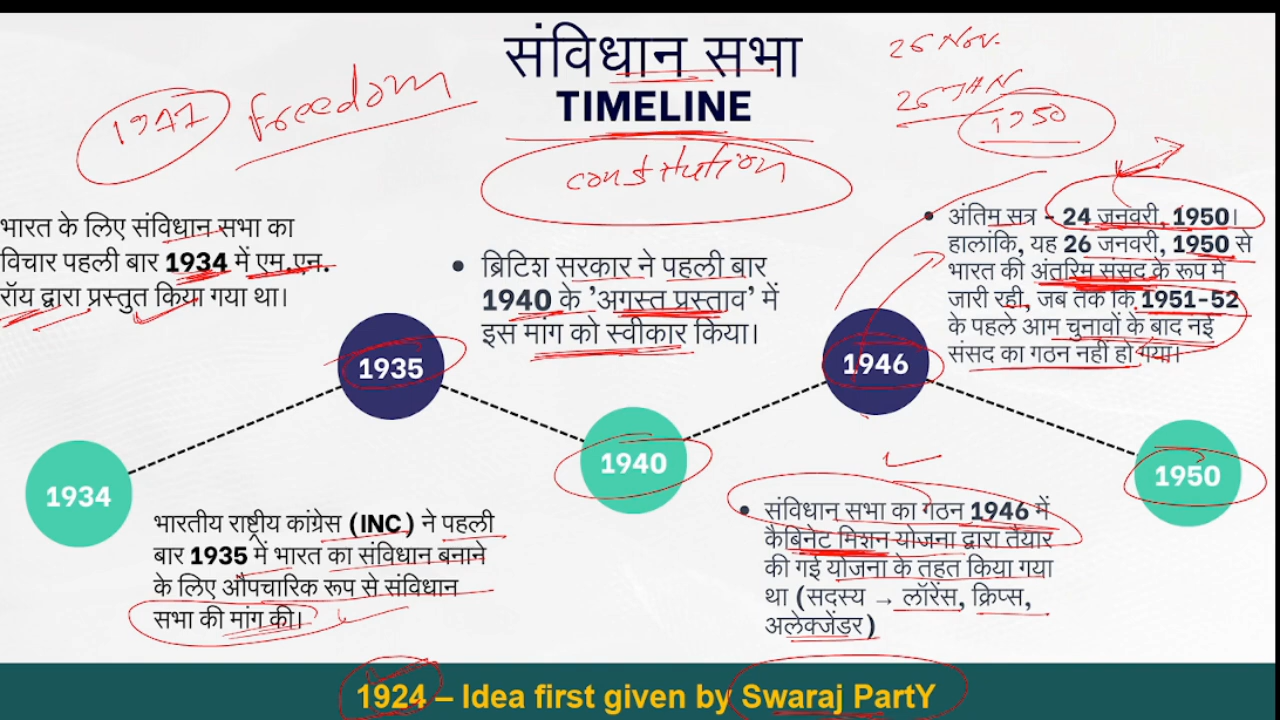 संविधान सभा
TIMELINE
1947 freedom
constitution
26 Nov.
26 JAN
1950
भारत के लिए संविधान सभा का
विचार पहली बार 1934 में एम.एन.
रॉय द्वारा प्रस्तुत किया गया था।
• ब्रिटिश सरकार ने पहली बार
1940 के ’अगस्त प्रस्ताव’ में
इस मांग को स्वीकार किया।
• अंतिम सत्र - 24 जनवरी, 1950।
हालांकि, यह 26 जनवरी, 1950 से
भारत की अंतरिम संसद के रूप में
जारी रही, जब तक कि 1951-52
के पहले आम चुनावों के बाद नई
संसद का गठन नहीं हो गया।
1934
1935
1940
1946
1950
भारतीय राष्ट्रीय कांग्रेस (INC) ने पहली
बार 1935 में भारत का संविधान बनाने
के लिए औपचारिक रूप से संविधान
सभा की मांग की।
• संविधान सभा का गठन 1946 में
कैबिनेट मिशन योजना द्वारा तैयार
की गई योजना के तहत किया गया
था (सदस्य → लॉरेंस, क्रिप्स,
अलेक्जेंडर)
1924 – Idea first given by Swaraj PartY